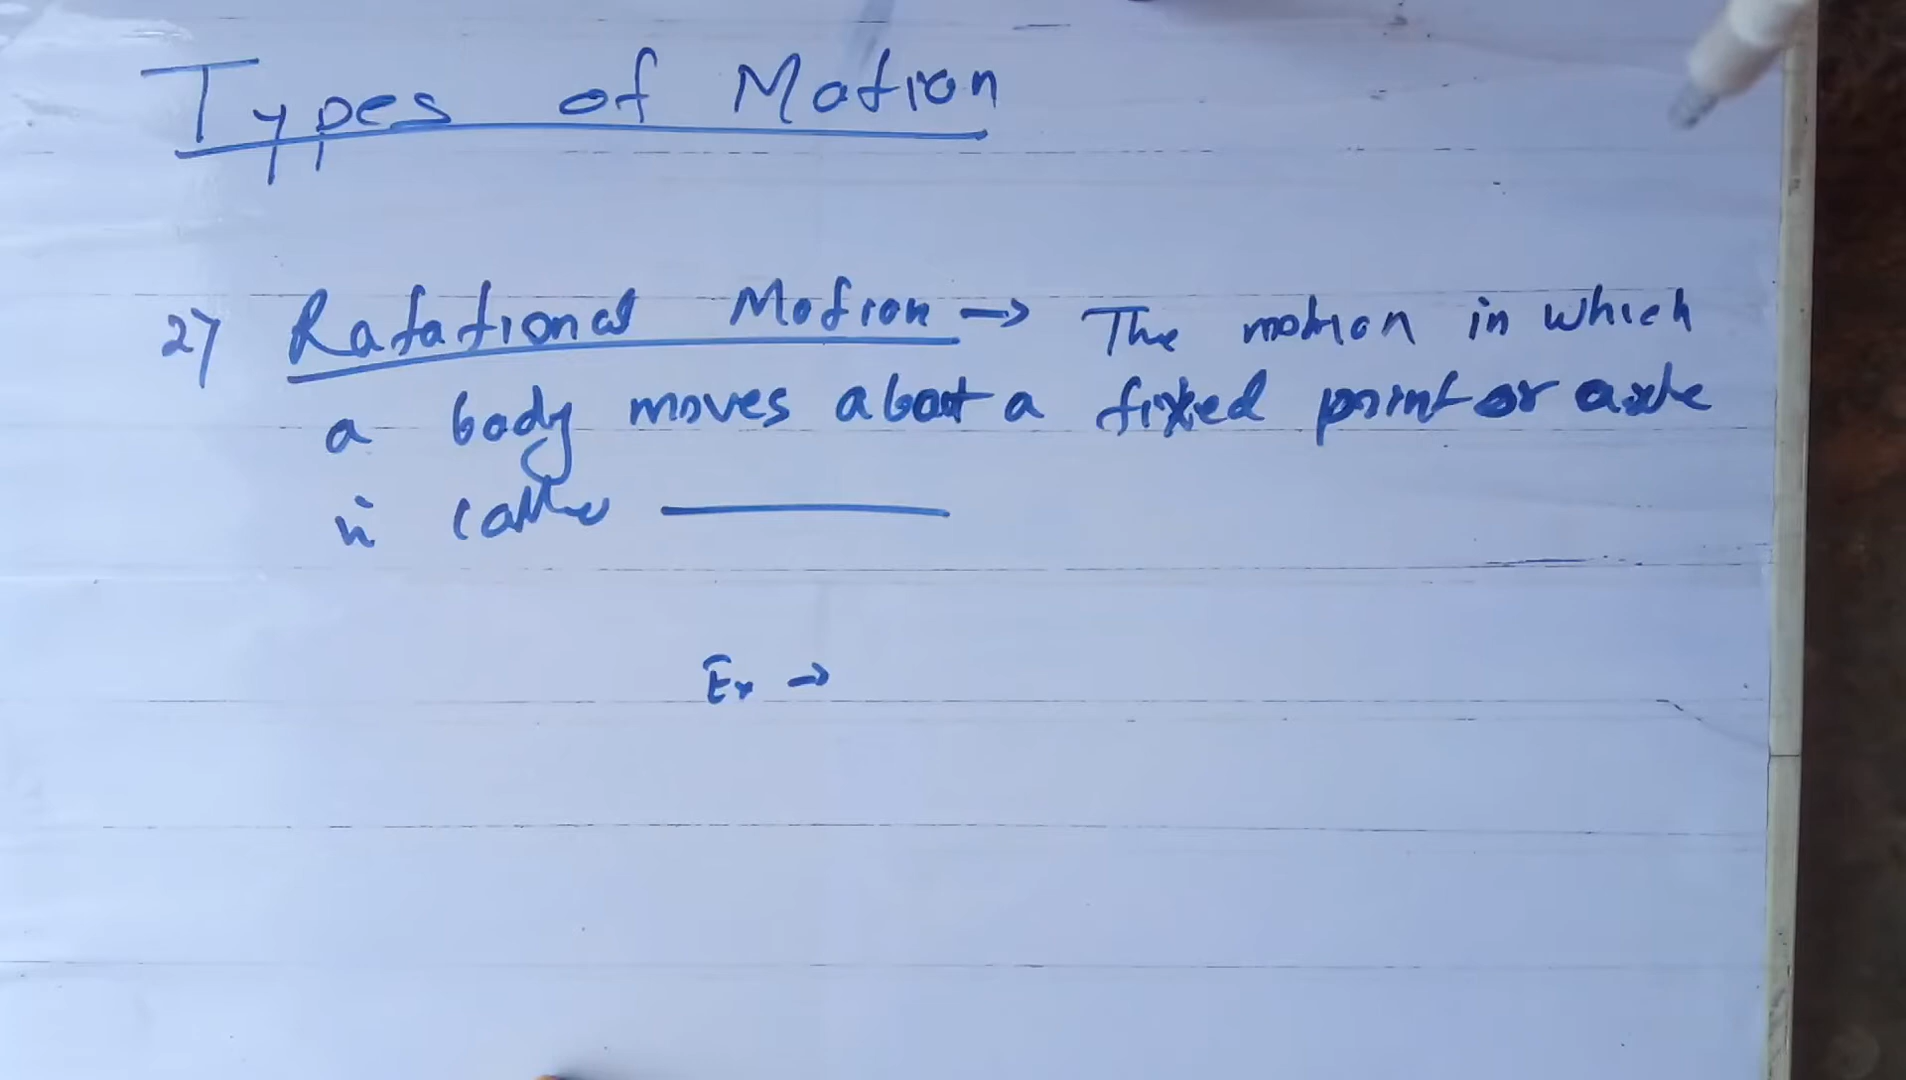 Types of Motion
2) Rotational Motion → The motion in which
a body moves about a fixed point or axle
is called ———
Ex →